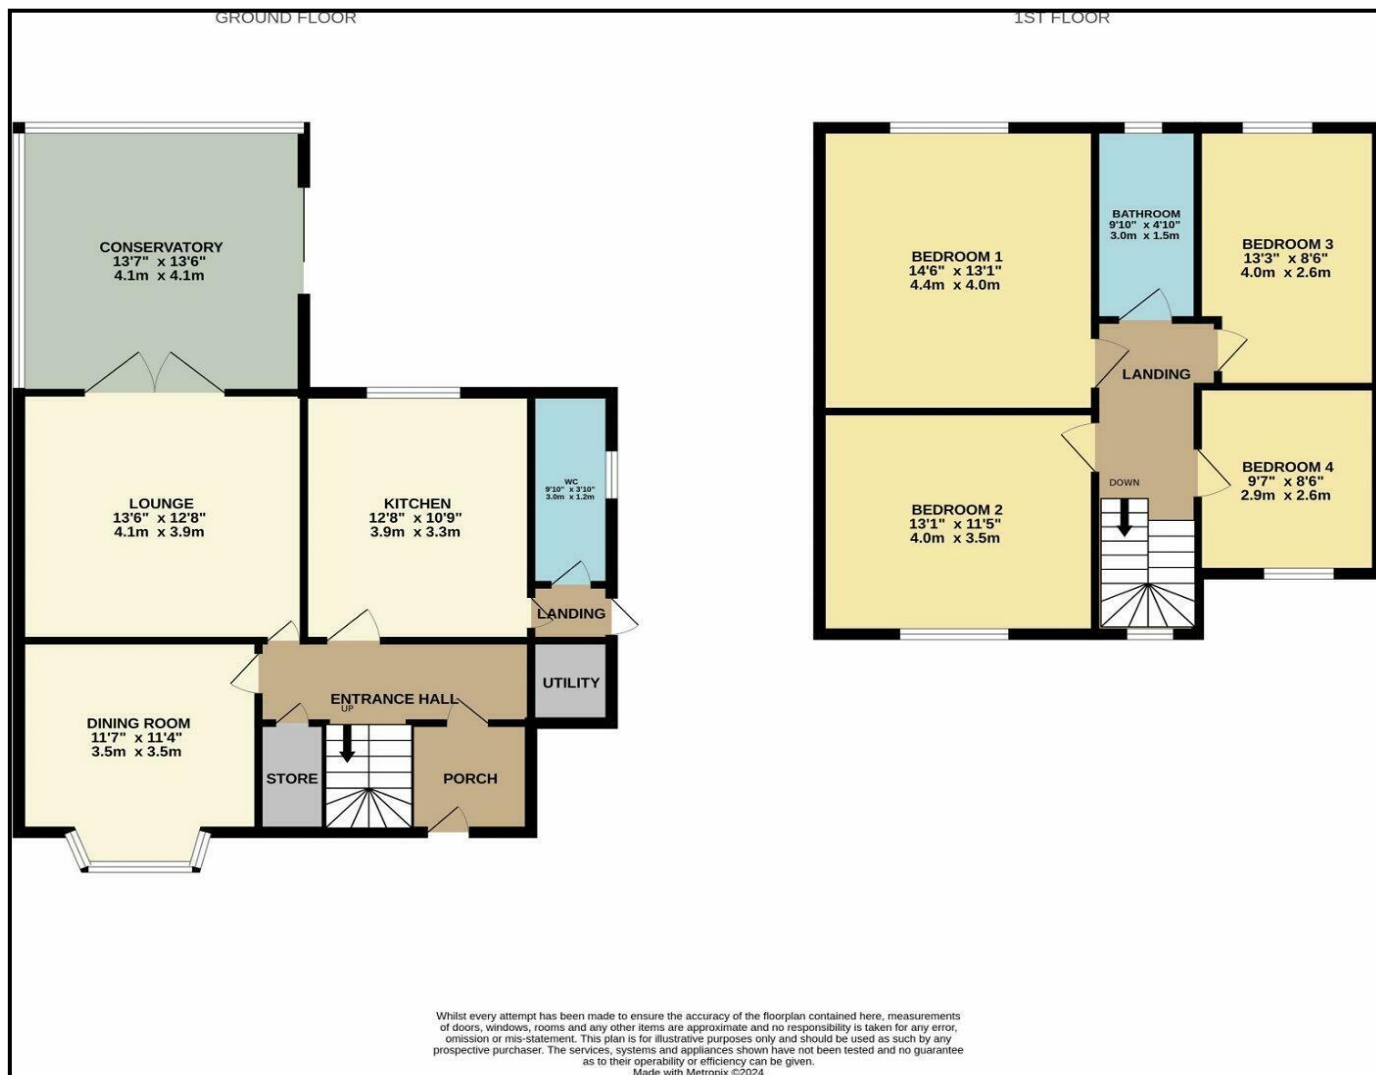 GROUND FLOOR
1ST FLOOR
CONSERVATORY
13'7" x 13'6"
4.1m x 4.1m
LOUNGE
13'6" x 12'8"
4.1m x 3.9m
KITCHEN
12'8" x 10'9"
3.9m x 3.3m
WC
9'10" x 3'10"
3.0m x 1.2m
LANDING
UTILITY
ENTRANCE HALL
UP
DINING ROOM
11'7" x 11'4"
3.5m x 3.5m
STORE
PORCH
BEDROOM 1
14'6" x 13'1"
4.4m x 4.0m
BATHROOM
9'10" x 4'10"
3.0m x 1.5m
BEDROOM 3
13'3" x 8'6"
4.0m x 2.6m
LANDING
BEDROOM 4
9'7" x 8'6"
2.9m x 2.6m
DOWN
BEDROOM 2
13'1" x 11'5"
4.0m x 3.5m
Whilst every attempt has been made to ensure the accuracy of the floorplan contained here, measurements
of doors, windows, rooms and any other items are approximate and no responsibility is taken for any error,
omission or mis-statement. This plan is for illustrative purposes only and should be used as such by any
prospective purchaser. The services, systems and appliances shown have not been tested and no guarantee
as to their operability or efficiency can be given.
Made with Metropix ©2024